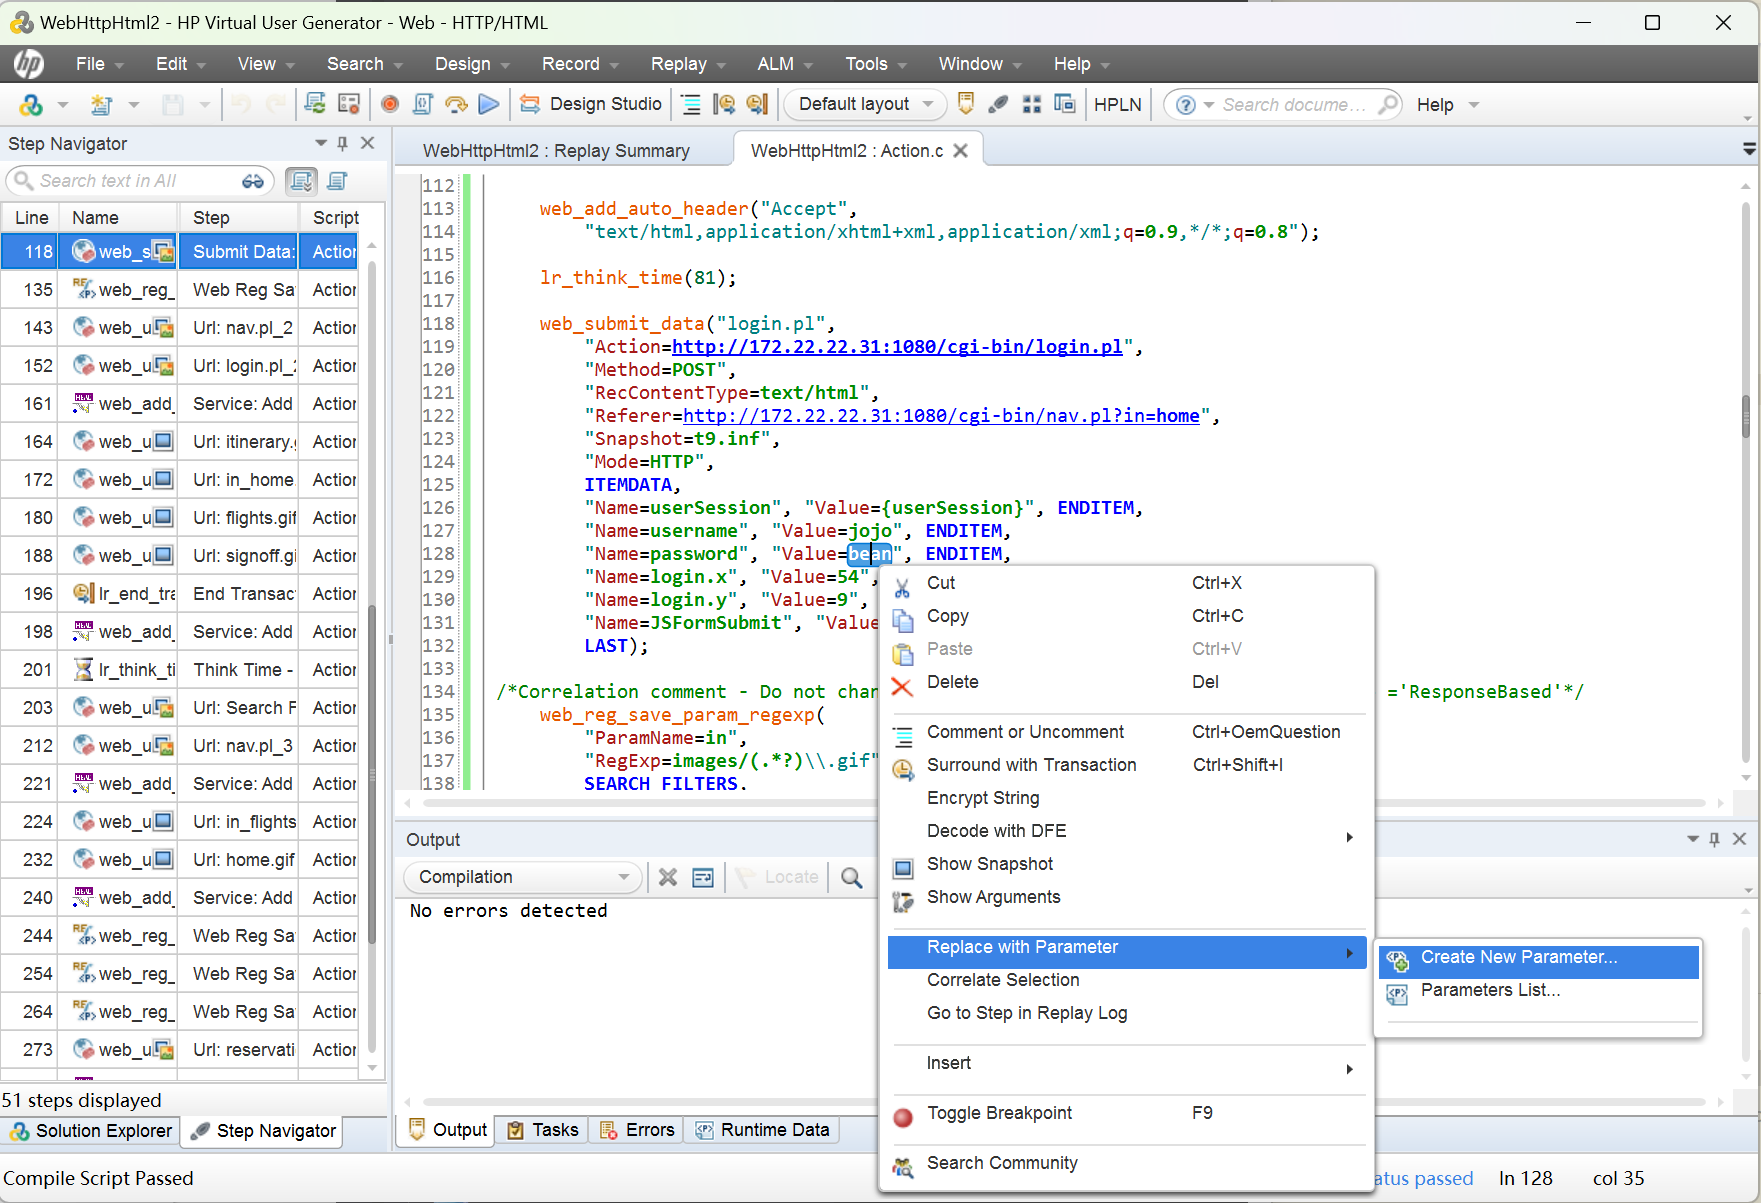 WebHttpHtml2 - HP Virtual User Generator - Web - HTTP/HTML
hp File Edit View Search Design Record Replay ALM Tools Window Help
Design Studio Default layout HPLN Search docume... Help
Step Navigator
Search text in All
Line Name Step Script
118 web_s Submit Data: Action
135 web_reg_ Web Reg Sa Action
143 web_u Url: nav.pl_2 Action
152 web_u Url: login.pl_2 Action
161 web_add_ Service: Add Action
164 web_u Url: itinerary.g Action
172 web_u Url: in_home. Action
180 web_u Url: flights.gif Action
188 web_u Url: signoff.gi Action
196 lr_end_tra End Transac Action
198 web_add_ Service: Add Action
201 lr_think_ti Think Time - Action
203 web_u Url: Search F Action
212 web_u Url: nav.pl_3 Action
221 web_add_ Service: Add Action
224 web_u Url: in_flights Action
232 web_u Url: home.gif Action
240 web_add_ Service: Add Action
244 web_reg_ Web Reg Sa Action
254 web_reg_ Web Reg Sa Action
264 web_reg_ Web Reg Sa Action
273 web_u Url: reservati Action
51 steps displayed
Solution Explorer Step Navigator
WebHttpHtml2 : Replay Summary WebHttpHtml2 : Action.c
112
113 web_add_auto_header("Accept",
114 "text/html,application/xhtml+xml,application/xml;q=0.9,*/*;q=0.8");
115
116 lr_think_time(81);
117
118 web_submit_data("login.pl",
119 "Action=http://172.22.22.31:1080/cgi-bin/login.pl",
120 "Method=POST",
121 "RecContentType=text/html",
122 "Referer=http://172.22.22.31:1080/cgi-bin/nav.pl?in=home",
123 "Snapshot=t9.inf",
124 "Mode=HTTP",
125 ITEMDATA,
126 "Name=userSession", "Value={userSession}", ENDITEM,
127 "Name=username", "Value=jojo", ENDITEM,
128 "Name=password", "Value=bean", ENDITEM,
129 "Name=login.x", "Value=54",
130 "Name=login.y", "Value=9",
131 "Name=JSFormSubmit", "Value
132 LAST);
133
134 /*Correlation comment - Do not chan ='ResponseBased'*/
135 web_reg_save_param_regexp(
136 "ParamName=in",
137 "RegExp=images/(.*?)\\.gif"
138 SEARCH_FILTERS,
Cut Ctrl+X
Copy Ctrl+C
Paste Ctrl+V
Delete Del
Comment or Uncomment Ctrl+OemQuestion
Surround with Transaction Ctrl+Shift+I
Encrypt String
Decode with DFE
Show Snapshot
Show Arguments
Replace with Parameter
Correlate Selection
Go to Step in Replay Log
Insert
Toggle Breakpoint F9
Search Community
Create New Parameter...
Parameters List...
Output
Compilation Locate
No errors detected
Output Tasks Errors Runtime Data
Compile Script Passed atus passed ln 128 col 35